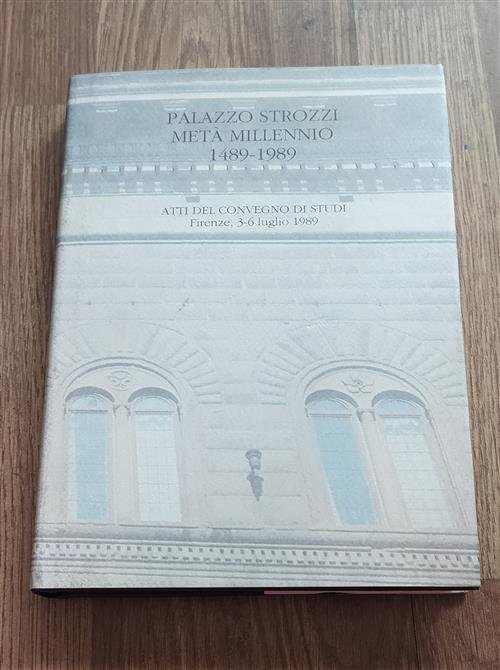 PALAZZO STROZZI
METÀ MILLENNIO
1489-1989
ATTI DEL CONVEGNO DI STUDI
Firenze, 3-6 luglio 1989